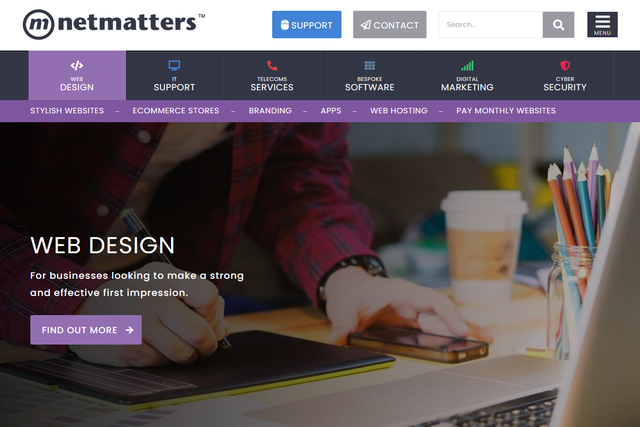 m netmatters™
SUPPORT
CONTACT
Search...
MENU
WEB
DESIGN
IT
SUPPORT
TELECOMS
SERVICES
BESPOKE
SOFTWARE
DIGITAL
MARKETING
CYBER
SECURITY
STYLISH WEBSITES – ECOMMERCE STORES – BRANDING – APPS – WEB HOSTING – PAY MONTHLY WEBSITES
WEB DESIGN
For businesses looking to make a strong
and effective first impression.
FIND OUT MORE →